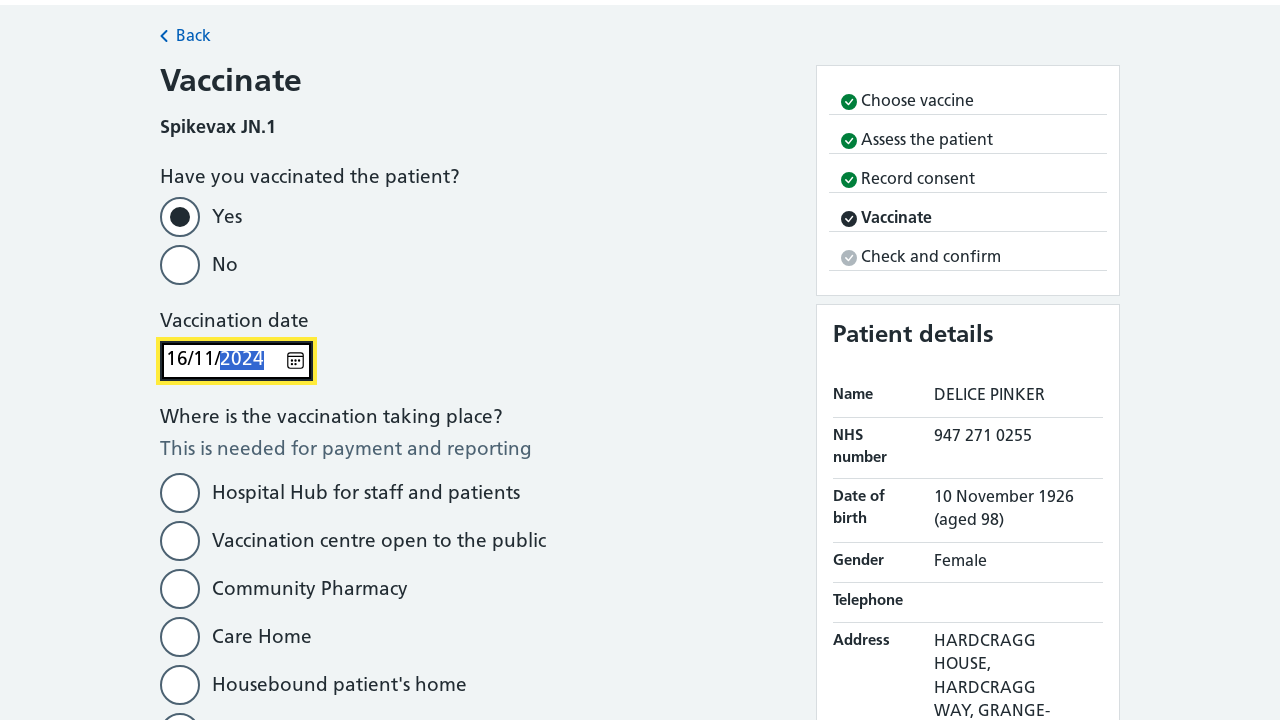 Back
Vaccinate
Spikevax JN.1
Have you vaccinated the patient?
Yes
No
Vaccination date
16/11/2024
Where is the vaccination taking place?
This is needed for payment and reporting
Hospital Hub for staff and patients
Vaccination centre open to the public
Community Pharmacy
Care Home
Housebound patient's home
Choose vaccine
Assess the patient
Record consent
Vaccinate
Check and confirm
Patient details
Name DELICE PINKER
NHS number 947 271 0255
Date of birth 10 November 1926 (aged 98)
Gender Female
Telephone
Address HARDCRAGG
HOUSE,
HARDCRAGG
WAY, GRANGE-